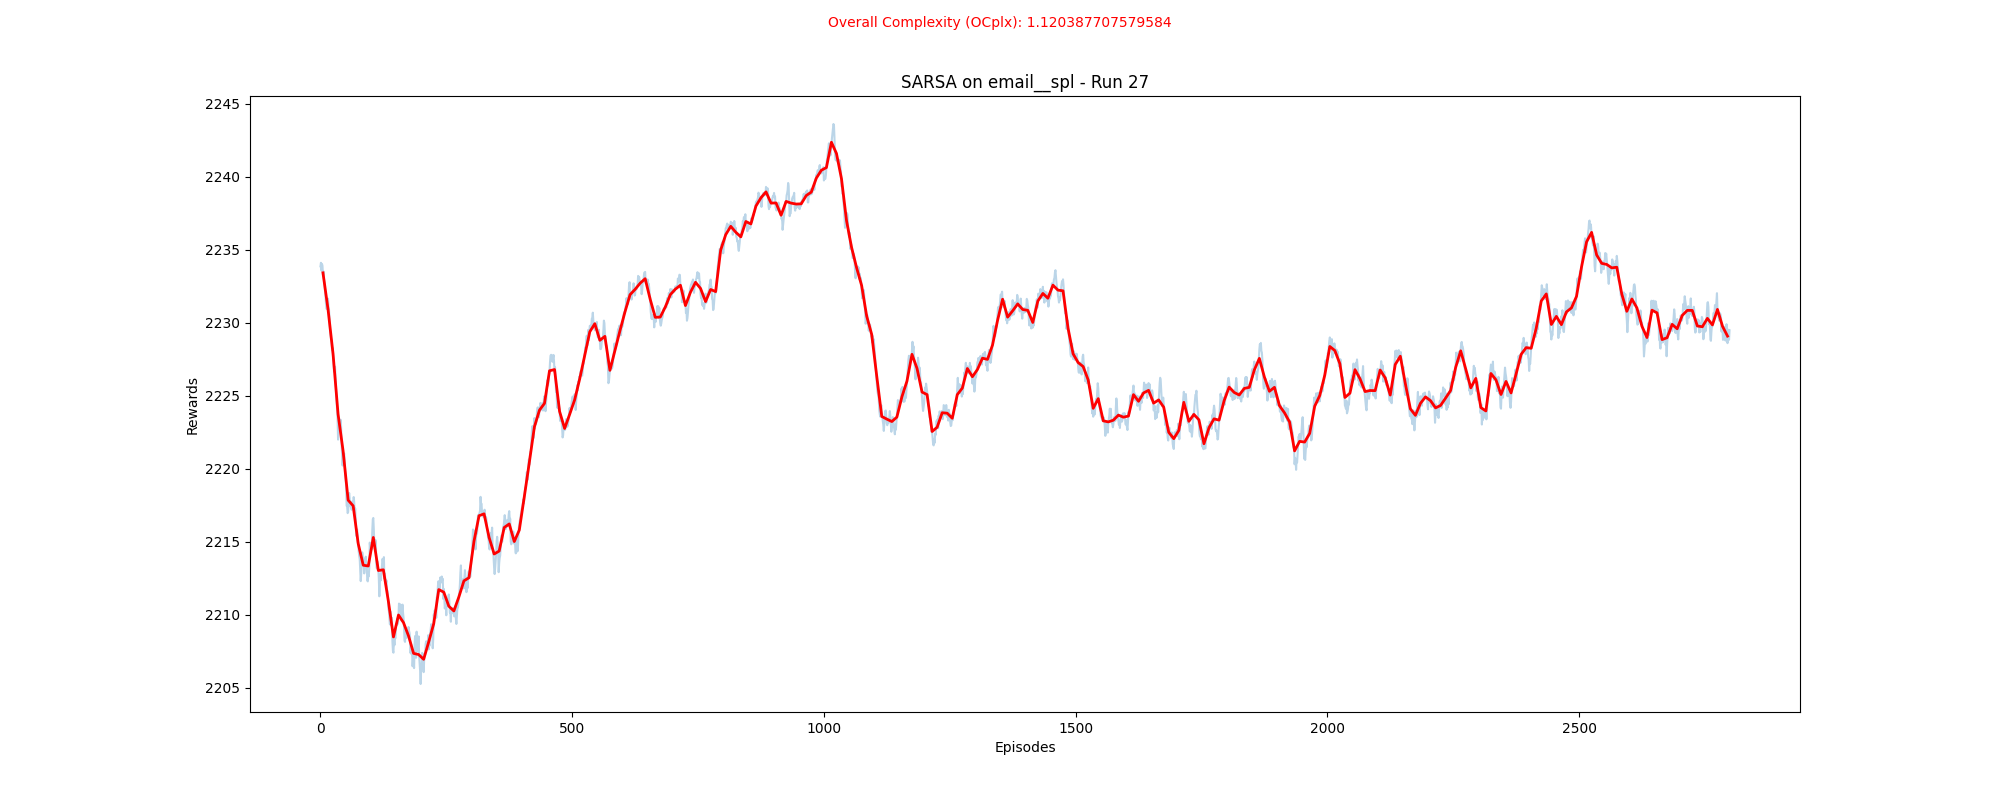 Overall Complexity (OCplx): 1.120387707579584
SARSA on email__spl - Run 27
2245
2240
2235
2230
2225
2220
2215
2210
2205
Rewards
0 500 1000 1500 2000 2500
Episodes